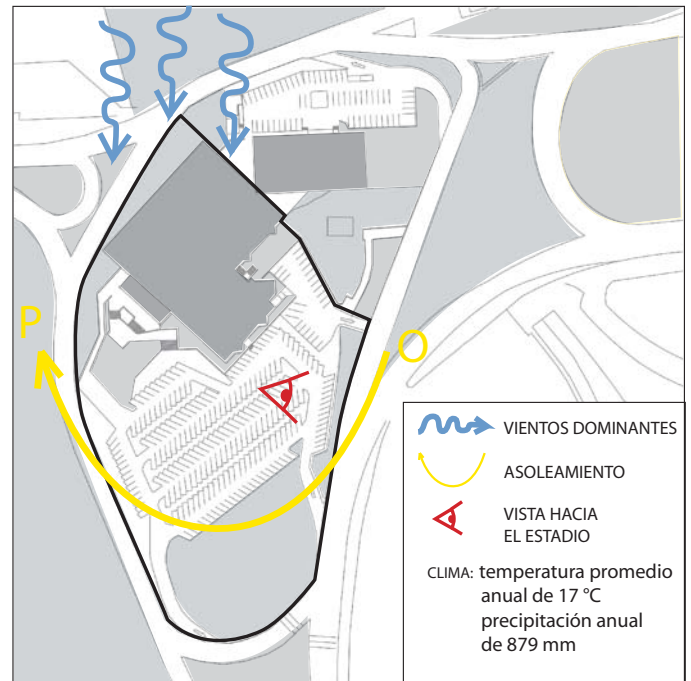 P
O
VIENTOS DOMINANTES
ASOLEAMIENTO
VISTA HACIA
EL ESTADIO
CLIMA: temperatura promedio
anual de 17 °C
precipitación anual
de 879 mm